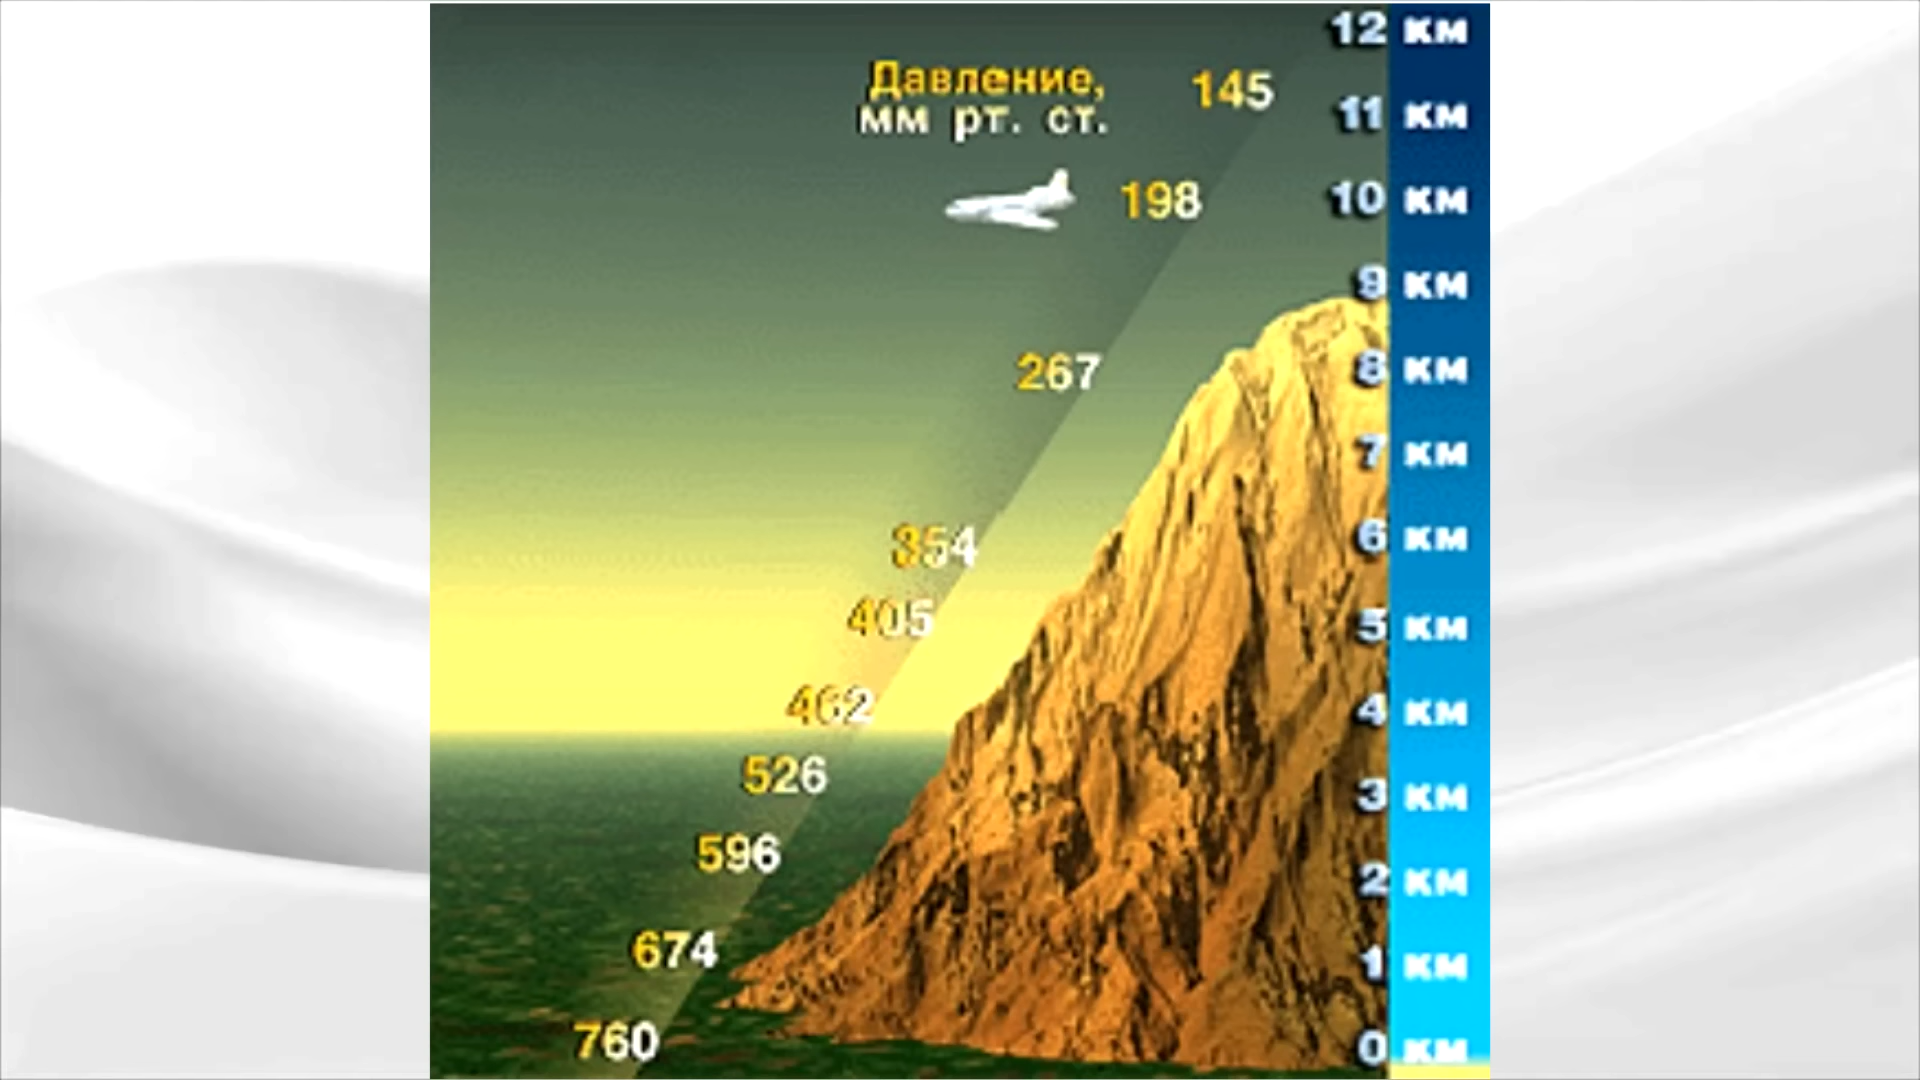 12 км
Давление,
мм рт. ст.
145
11 км
198
10 км
9 км
267
8 км
7 км
354
6 км
405
5 км
462
4 км
526
3 км
596
2 км
674
1 км
760
0 км